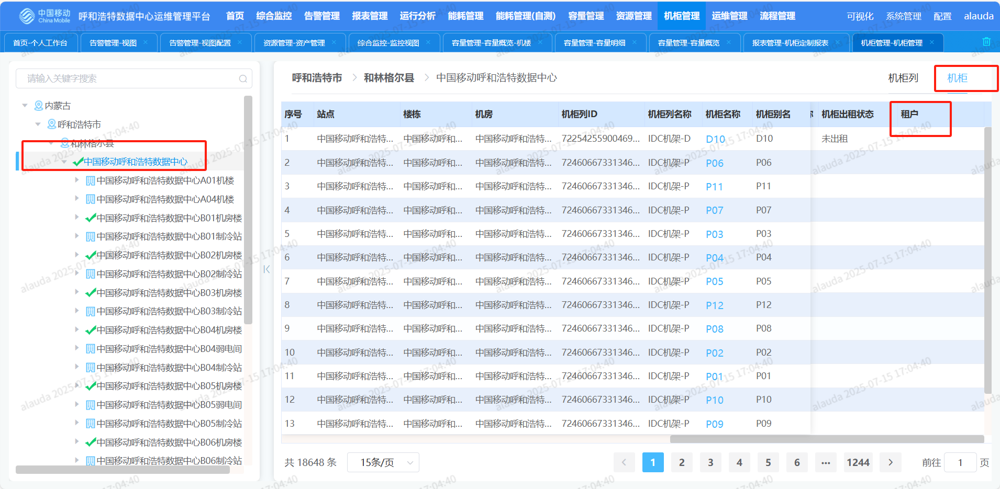 中国移动
China Mobile
呼和浩特数据中心运维管理平台 首页 综合监控 告警管理 报表管理 运行分析 能耗管理 能耗管理(自测) 容量管理 资源管理 机柜管理 运维管理 流程管理 可视化 系统管理 配置 alauda
首页-个人工作台 告警管理-视图 × 告警管理-视图配置 × 资源管理-资产管理 × 综合监控-监控视图 × 容量管理-容量概览-机楼 × 容量管理-容量明细 × 容量管理-容量概览 × 报表管理-机柜定制报表 × 机柜管理-机柜管理 ×
请输入关键字搜索
内蒙古
呼和浩特市
和林格尔县
中国移动呼和浩特数据中心
中国移动呼和浩特数据中心A01机楼
中国移动呼和浩特数据中心A04机楼
中国移动呼和浩特数据中心B01机房楼
中国移动呼和浩特数据中心B01制冷站
中国移动呼和浩特数据中心B02机房楼
中国移动呼和浩特数据中心B02制冷站
中国移动呼和浩特数据中心B03机房楼
中国移动呼和浩特数据中心B03制冷站
中国移动呼和浩特数据中心B04机房楼
中国移动呼和浩特数据中心B04弱电间
中国移动呼和浩特数据中心B04制冷站
中国移动呼和浩特数据中心B05机房楼
中国移动呼和浩特数据中心B05弱电间
中国移动呼和浩特数据中心B05制冷站
中国移动呼和浩特数据中心B06机房楼
中国移动呼和浩特数据中心B06制冷站
呼和浩特市 > 和林格尔县 > 中国移动呼和浩特数据中心 机柜列 机柜
序号 站点 楼栋 机房 机柜列ID 机柜列名称 机柜名称 机柜别名 机柜出租状态 租户
1 中国移动呼和浩特... 中国移动呼和... 中国移动呼和浩特... 72254255900469... IDC机架-D D10 D10 未出租
2 中国移动呼和浩特... 中国移动呼和... 中国移动呼和浩特... 72460667331346... IDC机架-P P06 P06
3 中国移动呼和浩特... 中国移动呼和... 中国移动呼和浩特... 72460667331346... IDC机架-P P11 P11
4 中国移动呼和浩特... 中国移动呼和... 中国移动呼和浩特... 72460667331346... IDC机架-P P07 P07
5 中国移动呼和浩特... 中国移动呼和... 中国移动呼和浩特... 72460667331346... IDC机架-P P03 P03
6 中国移动呼和浩特... 中国移动呼和... 中国移动呼和浩特... 72460667331346... IDC机架-P P04 P04
7 中国移动呼和浩特... 中国移动呼和... 中国移动呼和浩特... 72460667331346... IDC机架-P P05 P05
8 中国移动呼和浩特... 中国移动呼和... 中国移动呼和浩特... 72460667331346... IDC机架-P P12 P12
9 中国移动呼和浩特... 中国移动呼和... 中国移动呼和浩特... 72460667331346... IDC机架-P P08 P08
10 中国移动呼和浩特... 中国移动呼和... 中国移动呼和浩特... 72460667331346... IDC机架-P P02 P02
11 中国移动呼和浩特... 中国移动呼和... 中国移动呼和浩特... 72460667331346... IDC机架-P P01 P01
12 中国移动呼和浩特... 中国移动呼和... 中国移动呼和浩特... 72460667331346... IDC机架-P P10 P10
13 中国移动呼和浩特... 中国移动呼和... 中国移动呼和浩特... 72460667331346... IDC机架-P P09 P09
共 18648 条 15条/页 < 1 2 3 4 5 6 ... 1244 > 前往 1 页
alauda 2025-07-15 17:04:40